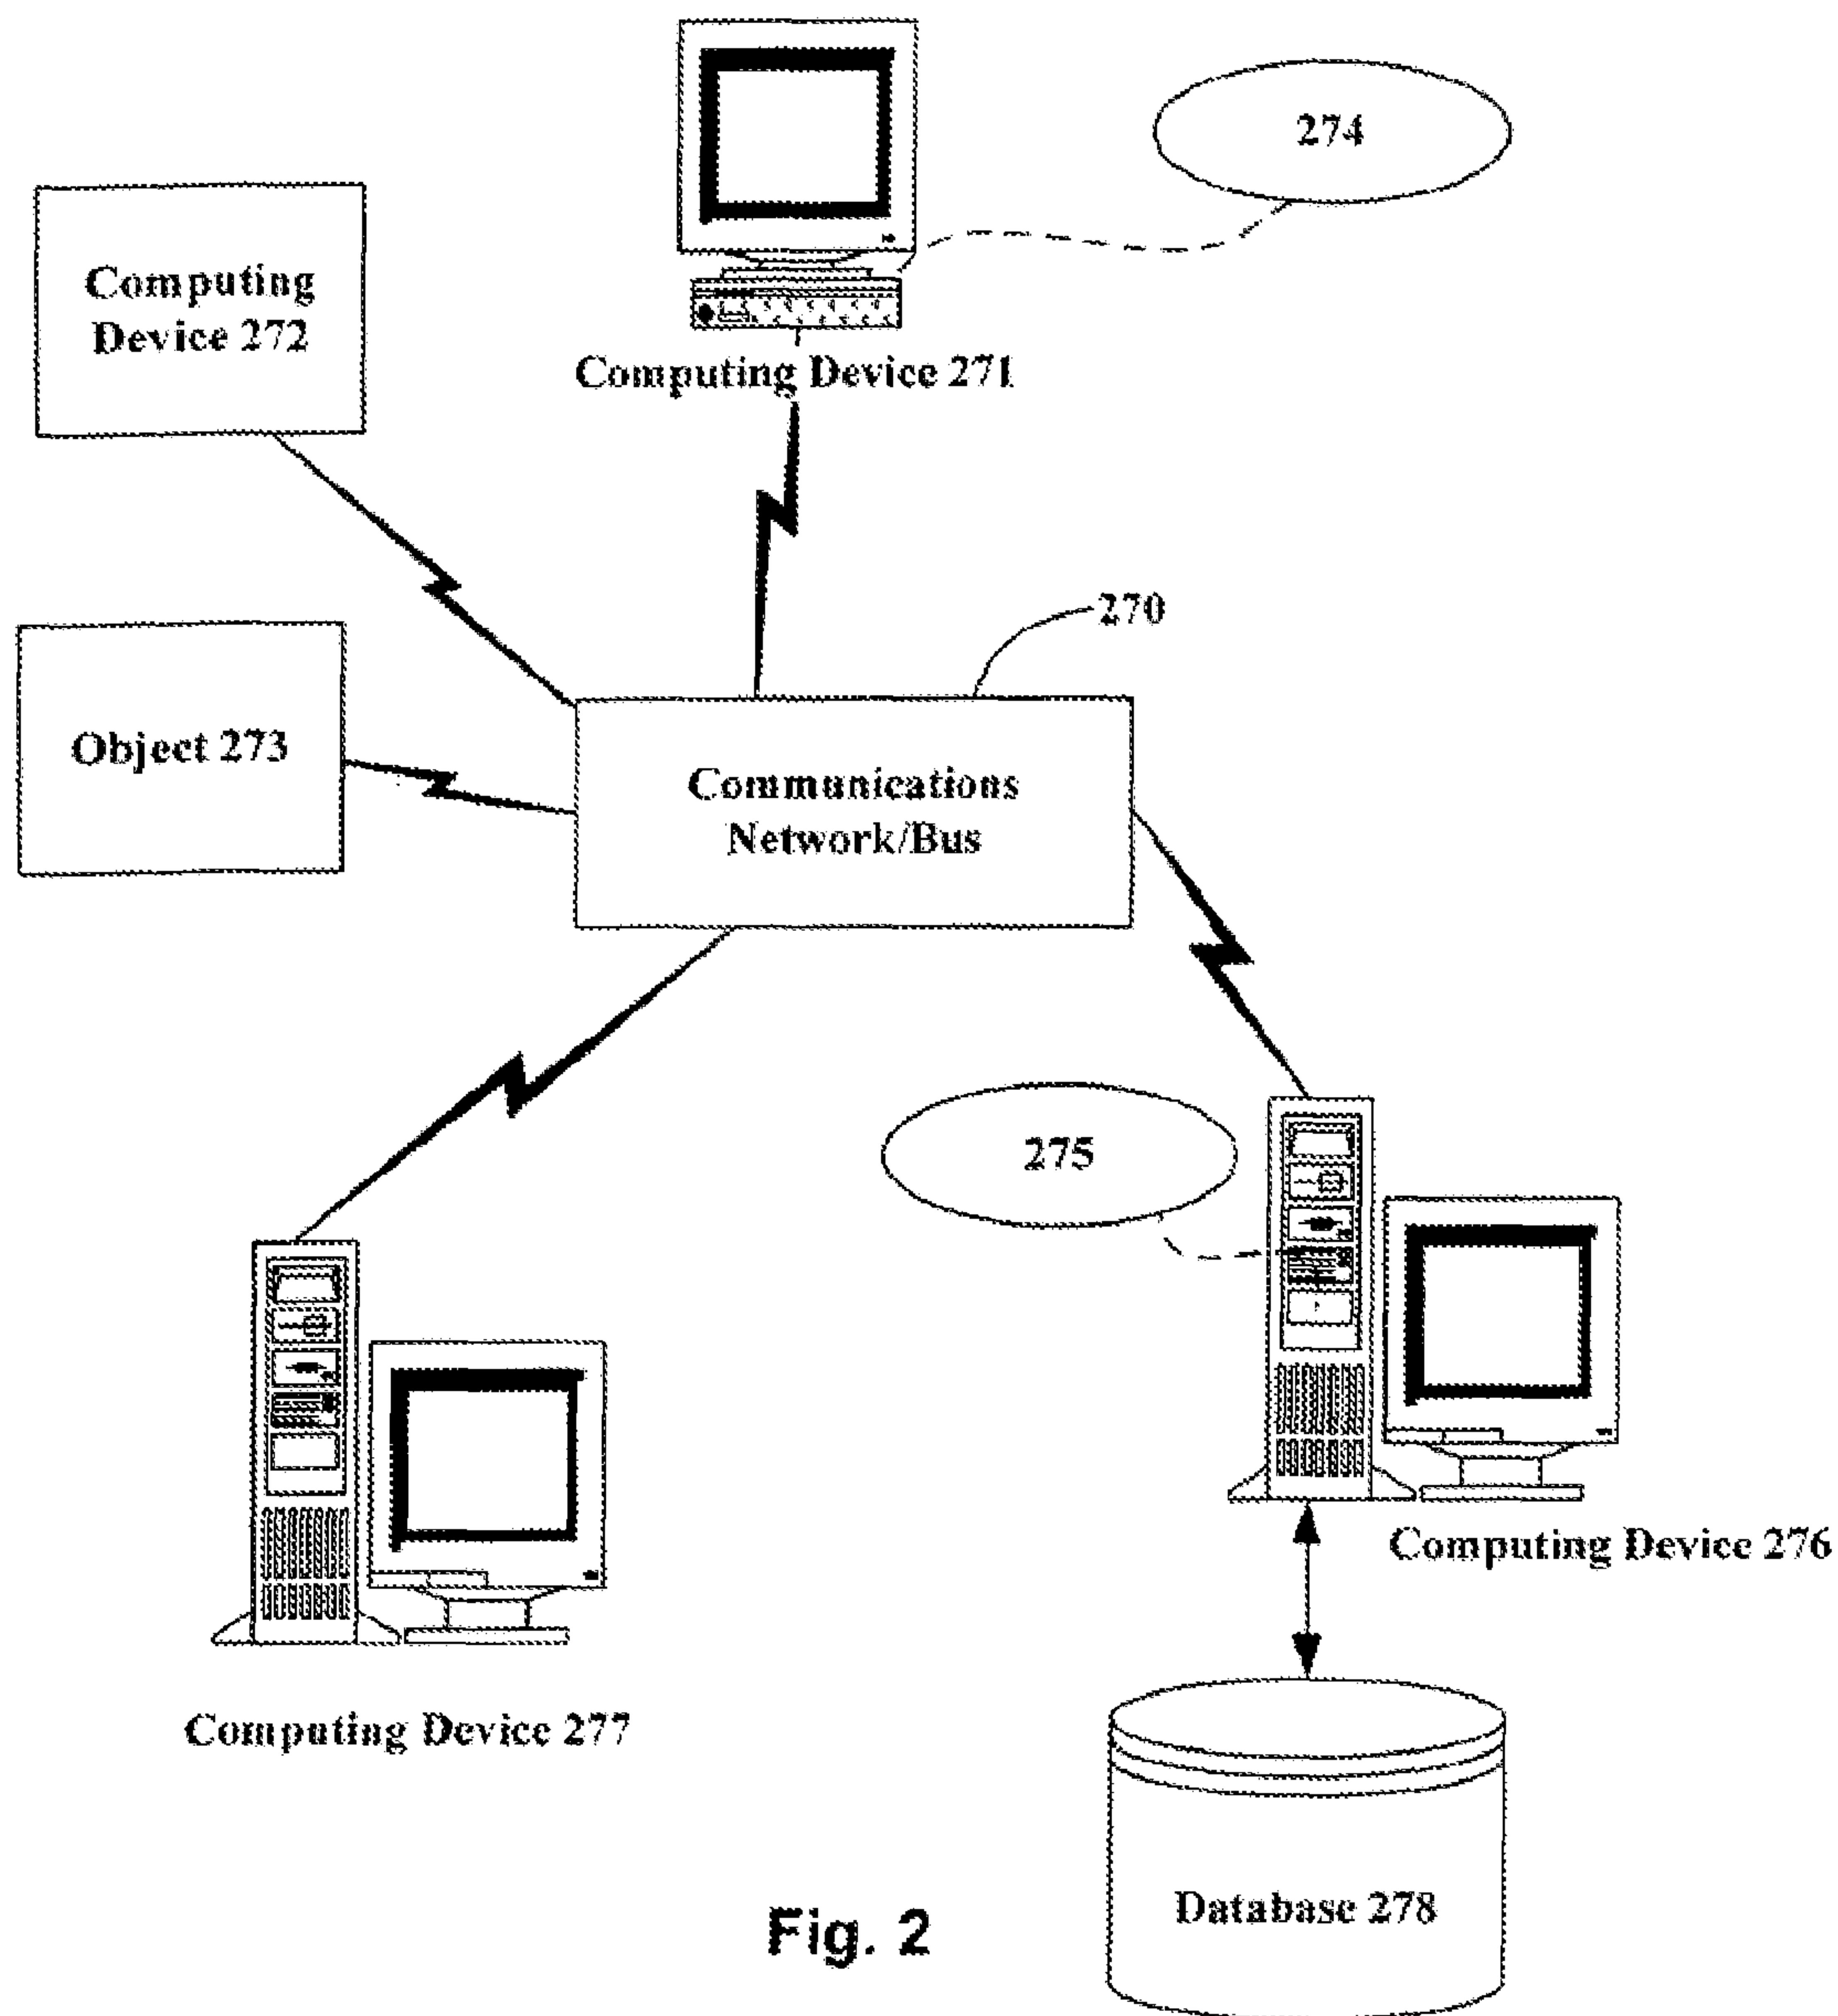 274
Computing
Device 272
Computing Device 271
270
Object 273
Communications
Network/Bus
275
Computing Device 276
Computing Device 277
Database 278
Fig. 2